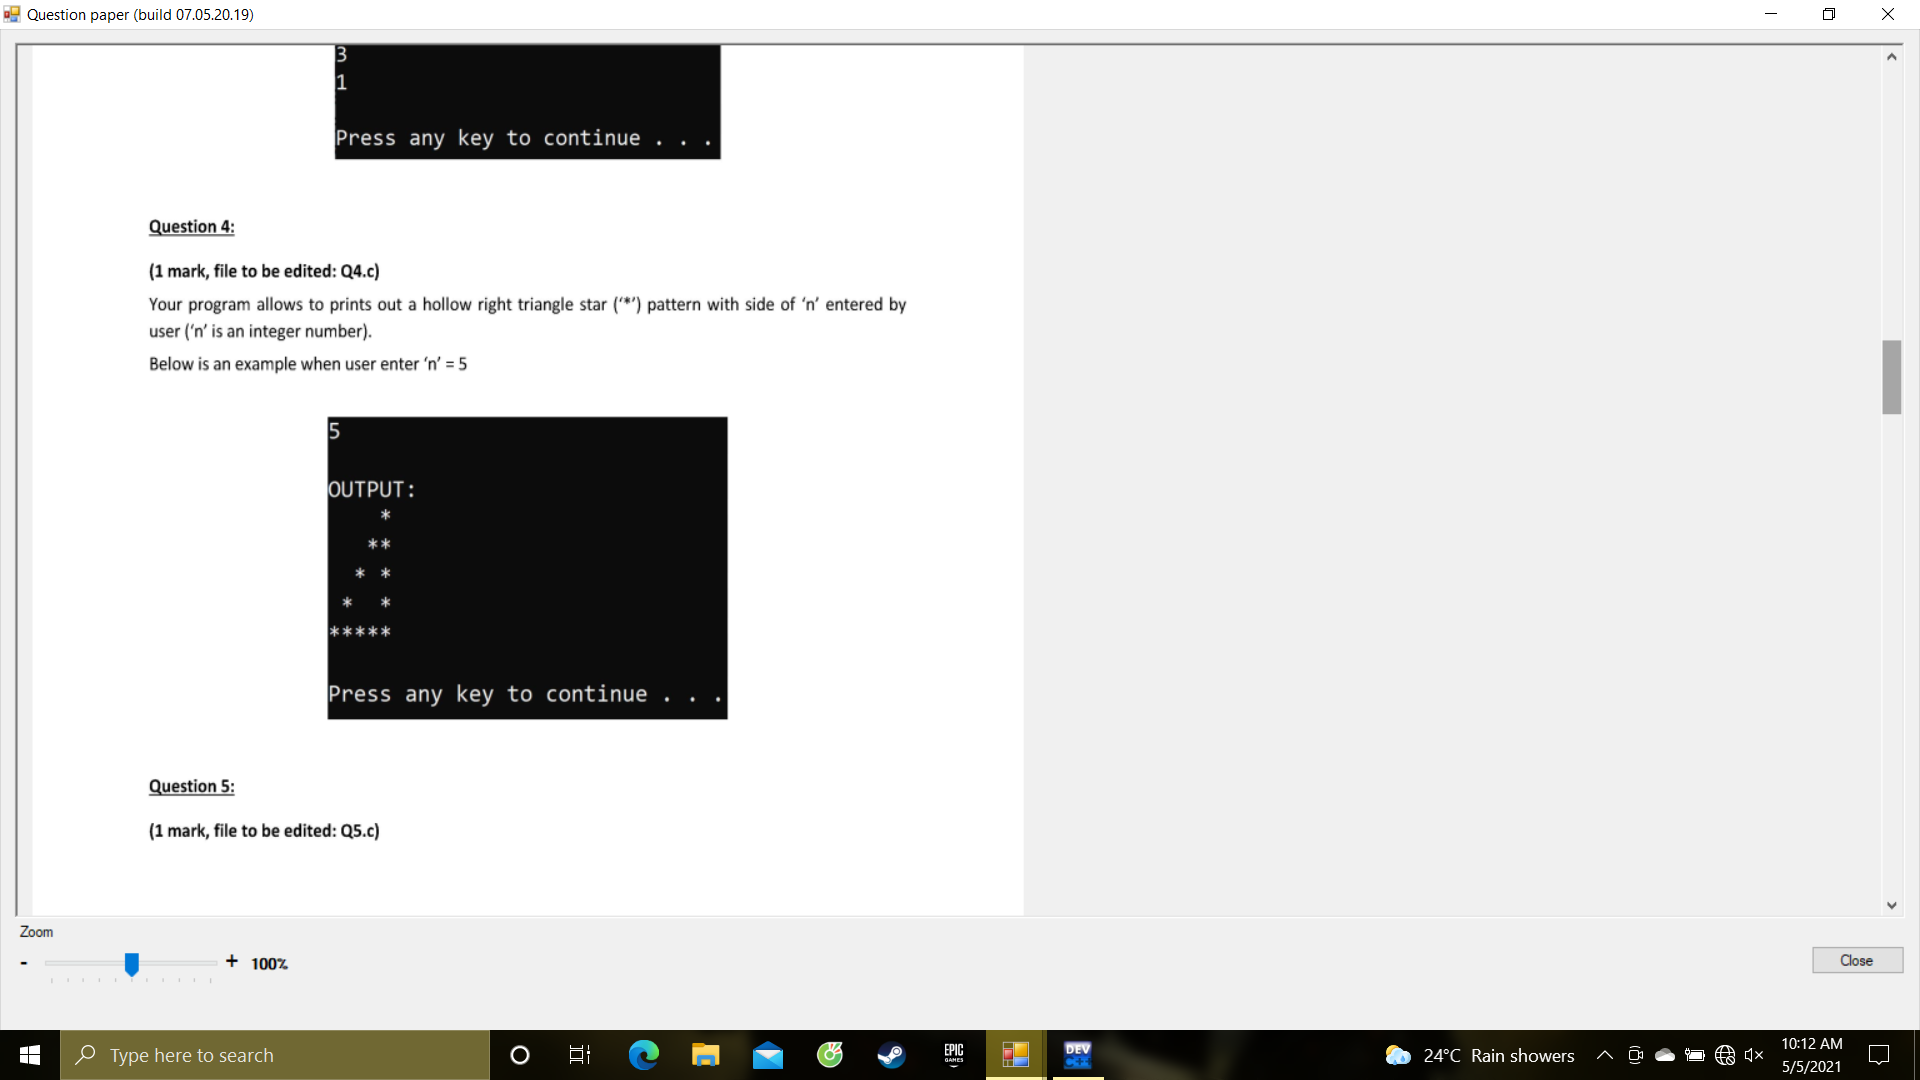 Question paper (build 07.05.20.19)
3
1
Press any key to continue . . .
Question 4:
(1 mark, file to be edited: Q4.c)
Your program allows to prints out a hollow right triangle star (‘*’) pattern with side of ‘n’ entered by
user (‘n’ is an integer number).
Below is an example when user enter ‘n’ = 5
5
OUTPUT:
    *
   **
  * *
 *  *
*****
Press any key to continue . . .
Question 5:
(1 mark, file to be edited: Q5.c)
Zoom
- + 100%
Close
Type here to search
EPIC
GAMES
DEV
C++
24°C Rain showers
10:12 AM
5/5/2021